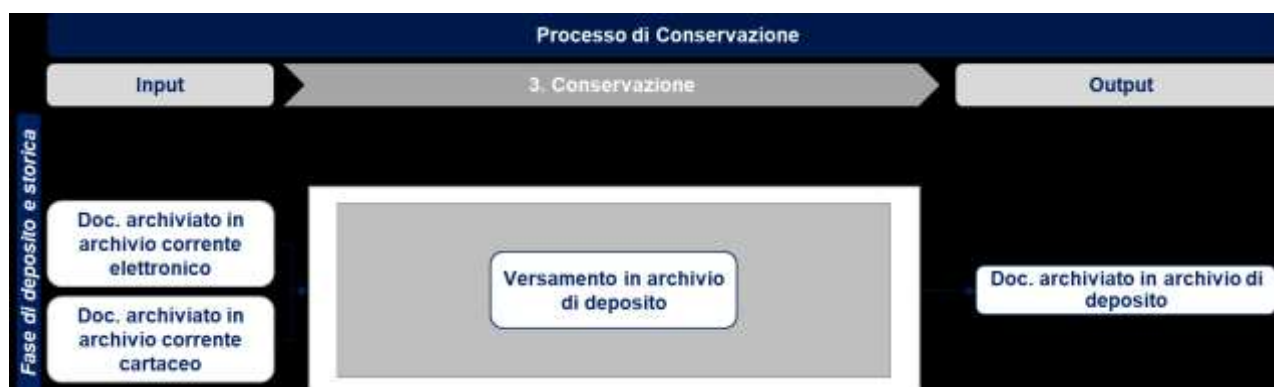 Processo di Conservazione
Input
3. Conservazione
Output
Fase di deposito e storica
Doc. archiviato in
archivio corrente
elettronico
Doc. archiviato in
archivio corrente
cartaceo
Versamento in archivio
di deposito
Doc. archiviato in archivio di
deposito